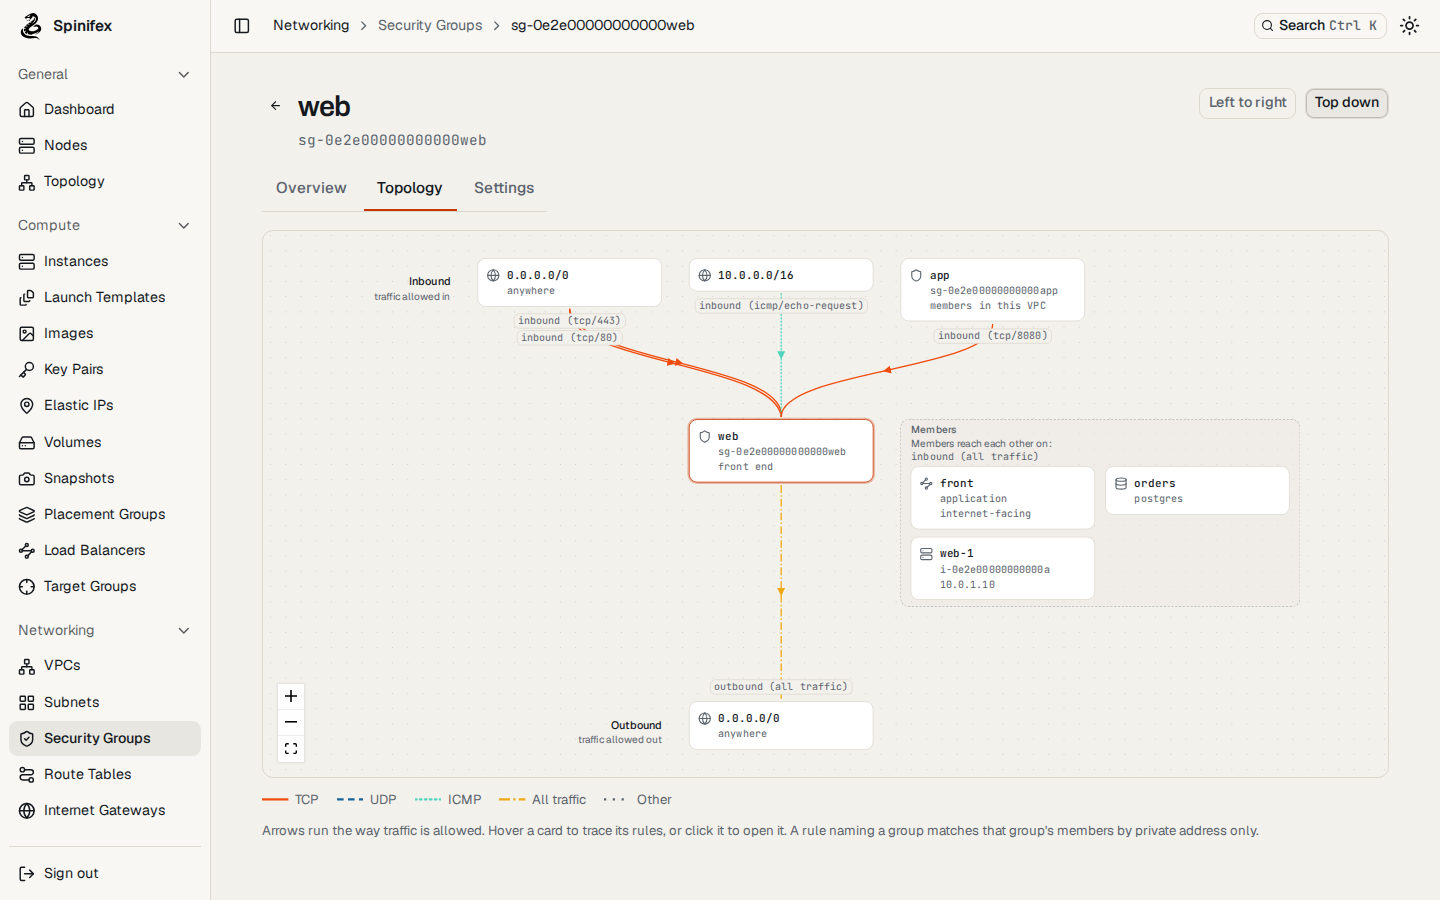 Spinifex
Networking > Security Groups > sg-0e2e00000000000web
Search Ctrl K
General
Dashboard
Nodes
Topology
Compute
Instances
Launch Templates
Images
Key Pairs
Elastic IPs
Volumes
Snapshots
Placement Groups
Load Balancers
Target Groups
Networking
VPCs
Subnets
Security Groups
Route Tables
Internet Gateways
Sign out
web
sg-0e2e00000000000web
Left to right
Top down
Overview
Topology
Settings
Inbound
traffic allowed in
0.0.0.0/0
anywhere
10.0.0.0/16
app
sg-0e2e00000000000app
members in this VPC
inbound (tcp/443)
inbound (tcp/80)
inbound (icmp/echo-request)
inbound (tcp/8080)
web
sg-0e2e00000000000web
front end
Members
Members reach each other on:
inbound (all traffic)
front
application
internet-facing
orders
postgres
web-1
i-0e2e00000000000a
10.0.1.10
outbound (all traffic)
Outbound
traffic allowed out
0.0.0.0/0
anywhere
TCP
UDP
ICMP
All traffic
Other
Arrows run the way traffic is allowed. Hover a card to trace its rules, or click it to open it. A rule naming a group matches that group's members by private address only.